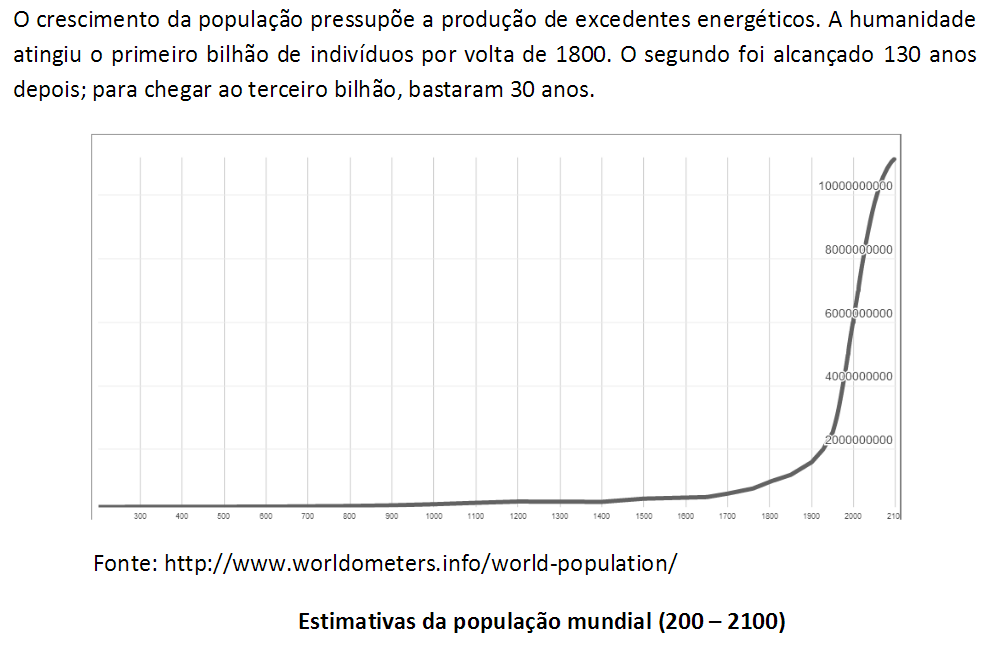 O crescimento da população pressupõe a produção de excedentes energéticos. A humanidade
atingiu o primeiro bilhão de indivíduos por volta de 1800. O segundo foi alcançado 130 anos
depois; para chegar ao terceiro bilhão, bastaram 30 anos.
10000000000
8000000000
6000000000
4000000000
2000000000
300 400 500 600 700 800 900 1000 1100 1200 1300 1400 1500 1600 1700 1800 1900 2000 210
Fonte: http://www.worldometers.info/world-population/
Estimativas da população mundial (200 – 2100)